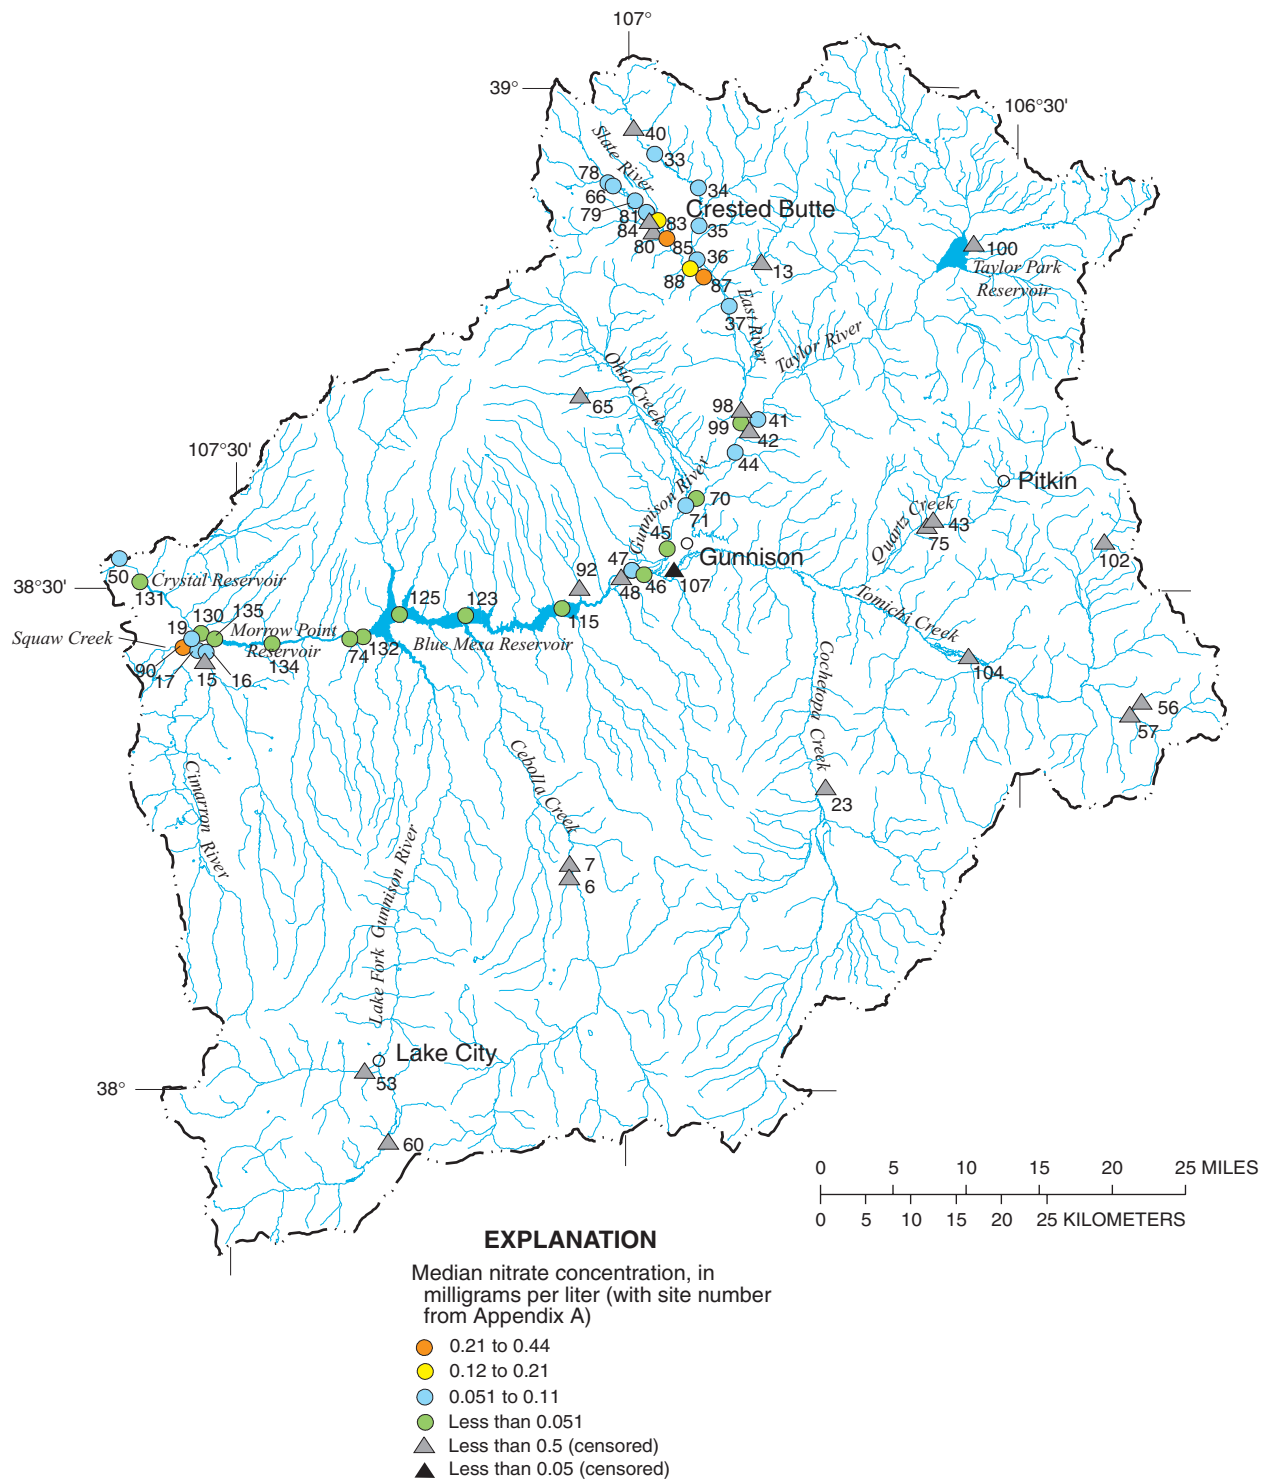 107°
39°
106°30'
40
Slate River
33
78
66
34
79
81
83
Crested Butte
84
35
80
85
36
100
13
Taylor Park
Reservoir
88
87
37
East River
Taylor River
Ohio Creek
65
98
41
99
42
107°30'
44
Pitkin
Gunnison River
70
71
Quartz Creek
43
75
45
Gunnison
102
47
92
50
Crystal Reservoir
38°30'
131
48
46
107
Tomichi Creek
130
135
125
123
115
19
Morrow Point
Reservoir
Squaw Creek
132
Blue Mesa Reservoir
74
134
90
17
15
16
Cochetopa Creek
104
56
57
Cebolla Creek
Cimarron River
23
7
6
Lake Fork Gunnison River
Lake City
53
38°
60
0 5 10 15 20 25 MILES
0 5 10 15 20 25 KILOMETERS
EXPLANATION
Median nitrate concentration, in
milligrams per liter (with site number
from Appendix A)
0.21 to 0.44
0.12 to 0.21
0.051 to 0.11
Less than 0.051
Less than 0.5 (censored)
Less than 0.05 (censored)